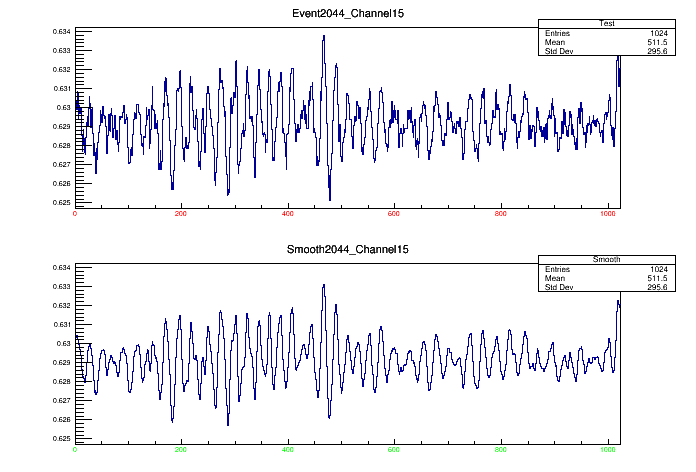 Event2044_Channel15
Test
Entries 1024
Mean 511.5
Std Dev 295.6
0.634
0.633
0.632
0.631
0.63
0.629
0.628
0.627
0.626
0.625
0 200 400 600 800 1000
Smooth2044_Channel15
Smooth
Entries 1024
Mean 511.5
Std Dev 295.6
0.634
0.633
0.632
0.631
0.63
0.629
0.628
0.627
0.626
0.625
0 200 400 600 800 1000